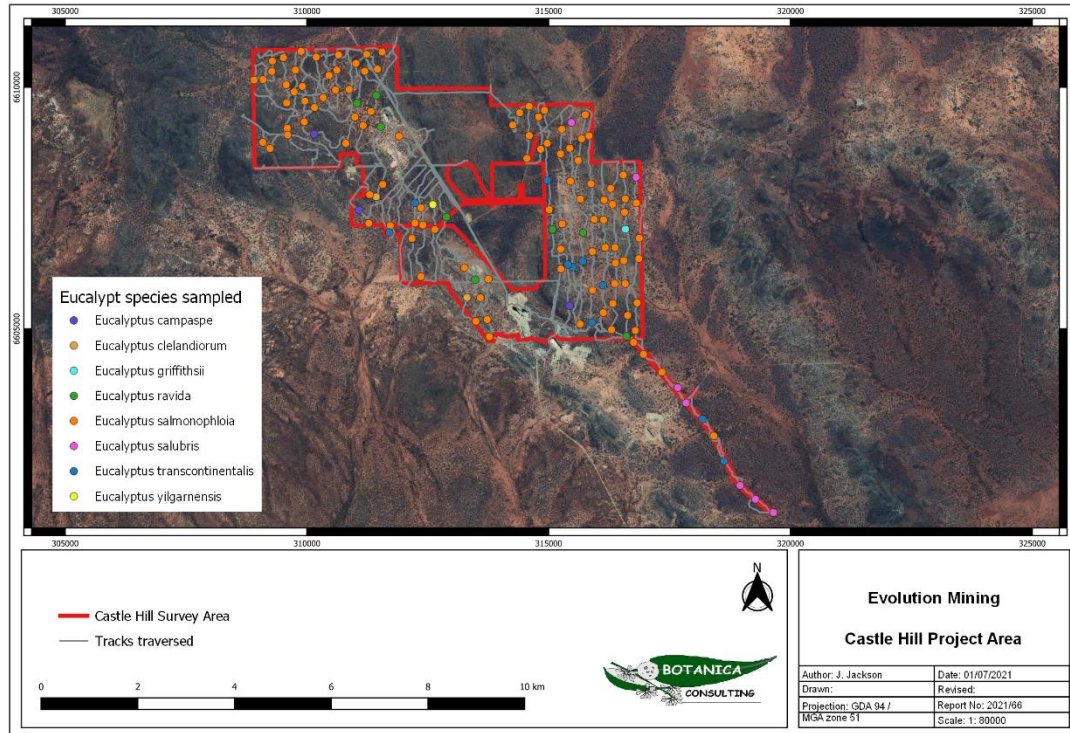 305000 310000 315000 320000 325000
6610000
6610000
6605000
6605000
Eucalypt species sampled
Eucalyptus campaspe
Eucalyptus clelandiorum
Eucalyptus griffithsii
Eucalyptus ravida
Eucalyptus salmonophloia
Eucalyptus salubris
Eucalyptus transcontinentalis
Eucalyptus yilgarnensis
305000 310000 315000 320000 325000
Castle Hill Survey Area
Tracks traversed
0 2 4 6 8 10 km
N
BOTANICA
CONSULTING
Evolution Mining
Castle Hill Project Area
Author: J. Jackson
Date: 01/07/2021
Drawn:
Revised:
Projection: GDA 94 /
MGA zone 51
Report No: 2021/66
Scale: 1: 80000